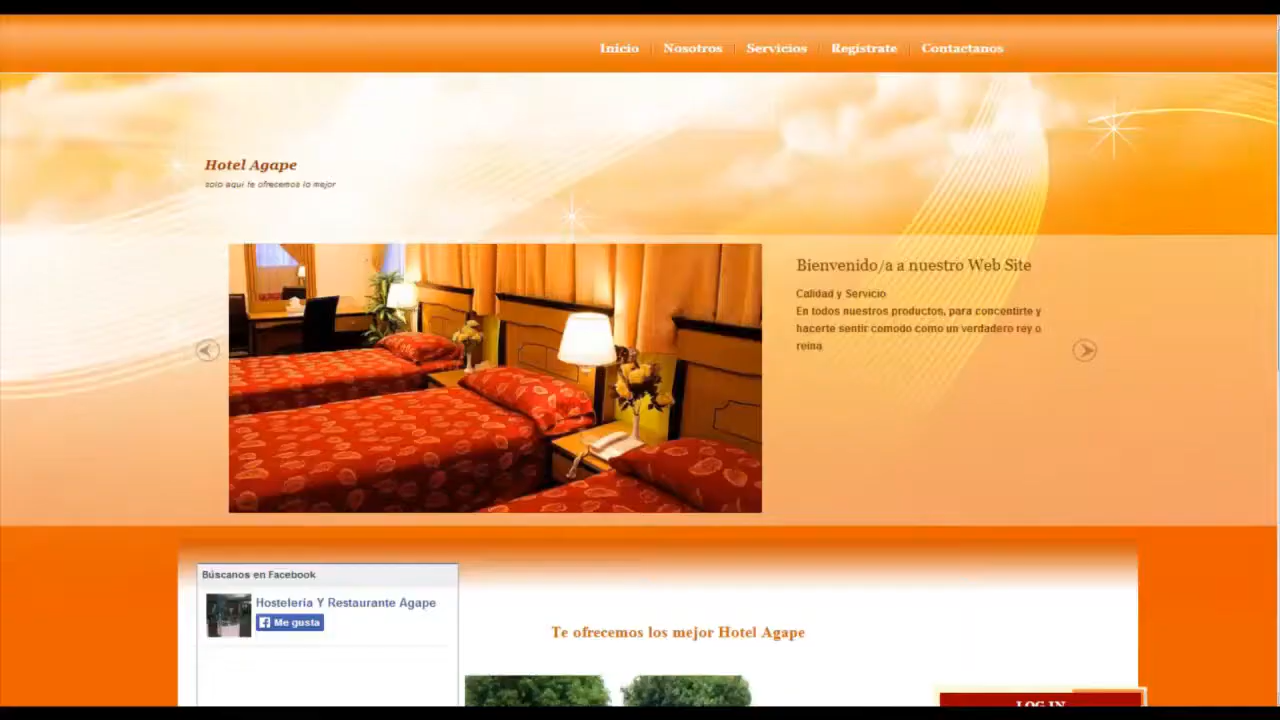 Inicio
Nosotros
Servicios
Registrate
Contactanos
Hotel Agape
solo aqui te ofrecemos lo mejor
Bienvenido/a a nuestro Web Site
Calidad y Servicio
En todos nuestros productos, para concentirte y
hacerte sentir comodo como un verdadero rey o
reina
Búscanos en Facebook
Hosteleria Y Restaurante Agape
Me gusta
Te ofrecemos los mejor Hotel Agape
LOG IN